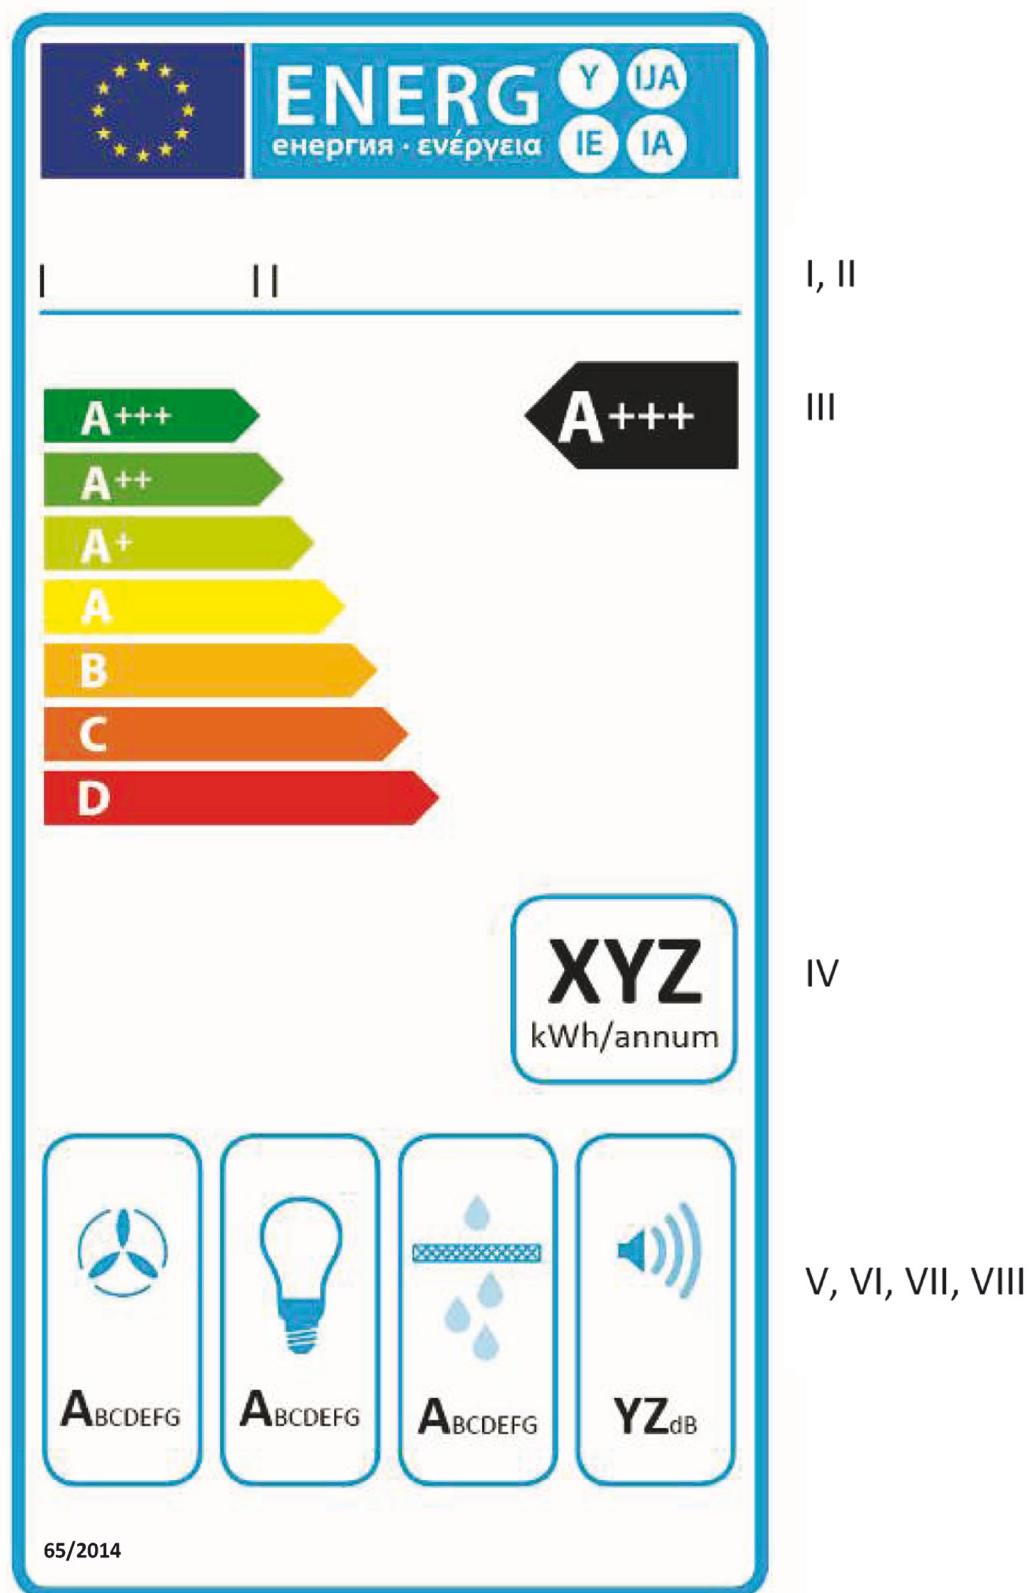 ENERG Y IJA
енергия · ενέργεια IE IA
I II I, II
A+++ A+++ III
A++
A+
A
B
C
D
XYZ IV
kWh/annum
V, VI, VII, VIII
ABCDEFG ABCDEFG ABCDEFG YZdB
65/2014